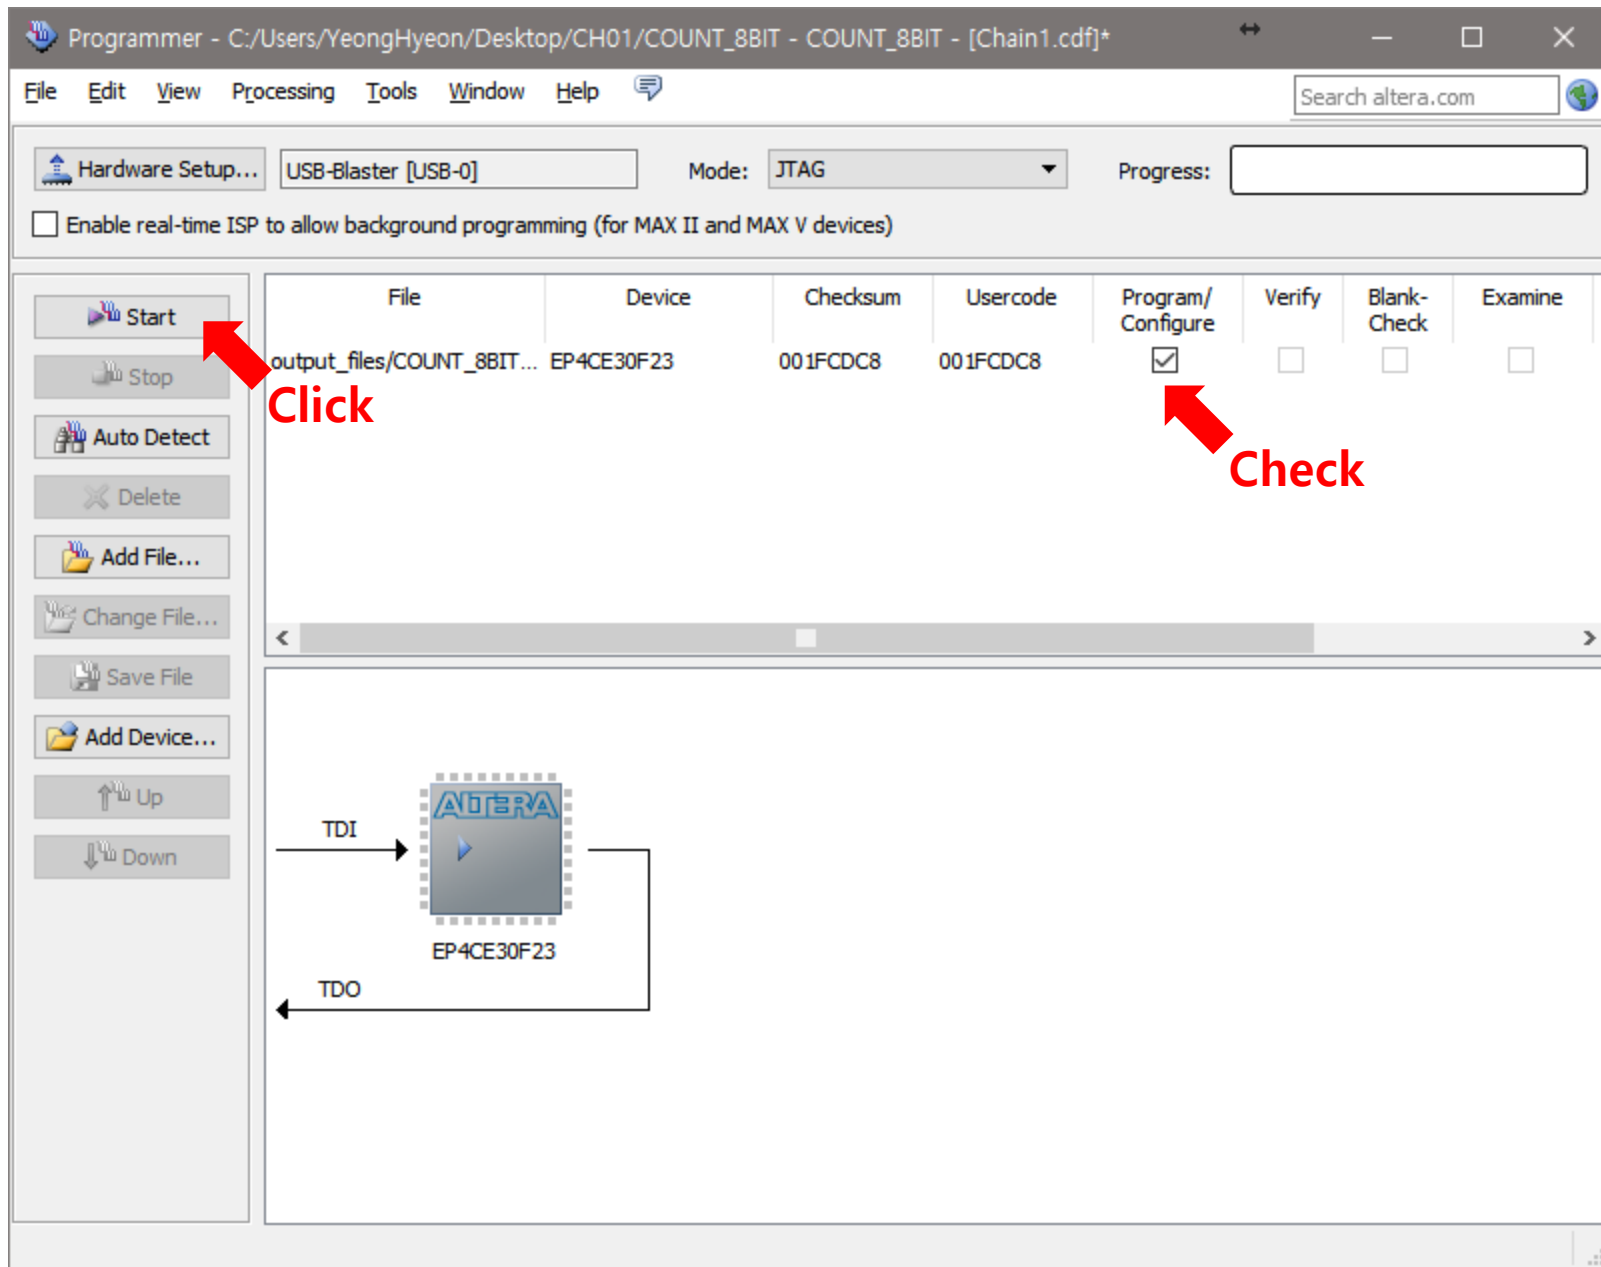 Programmer - C:/Users/YeongHyeon/Desktop/CH01/COUNT_8BIT - COUNT_8BIT - [Chain1.cdf]*
File Edit View Processing Tools Window Help Search altera.com
Hardware Setup... USB-Blaster [USB-0] Mode: JTAG Progress:
Enable real-time ISP to allow background programming (for MAX II and MAX V devices)
File Device Checksum Usercode Program/ Configure Verify Blank- Check Examine
output_files/COUNT_8BIT... EP4CE30F23 001FCDC8 001FCDC8
Start
Click
Check
Stop
Auto Detect
Delete
Add File...
Change File...
Save File
Add Device...
Up
Down
ALTERA
TDI
EP4CE30F23
TDO